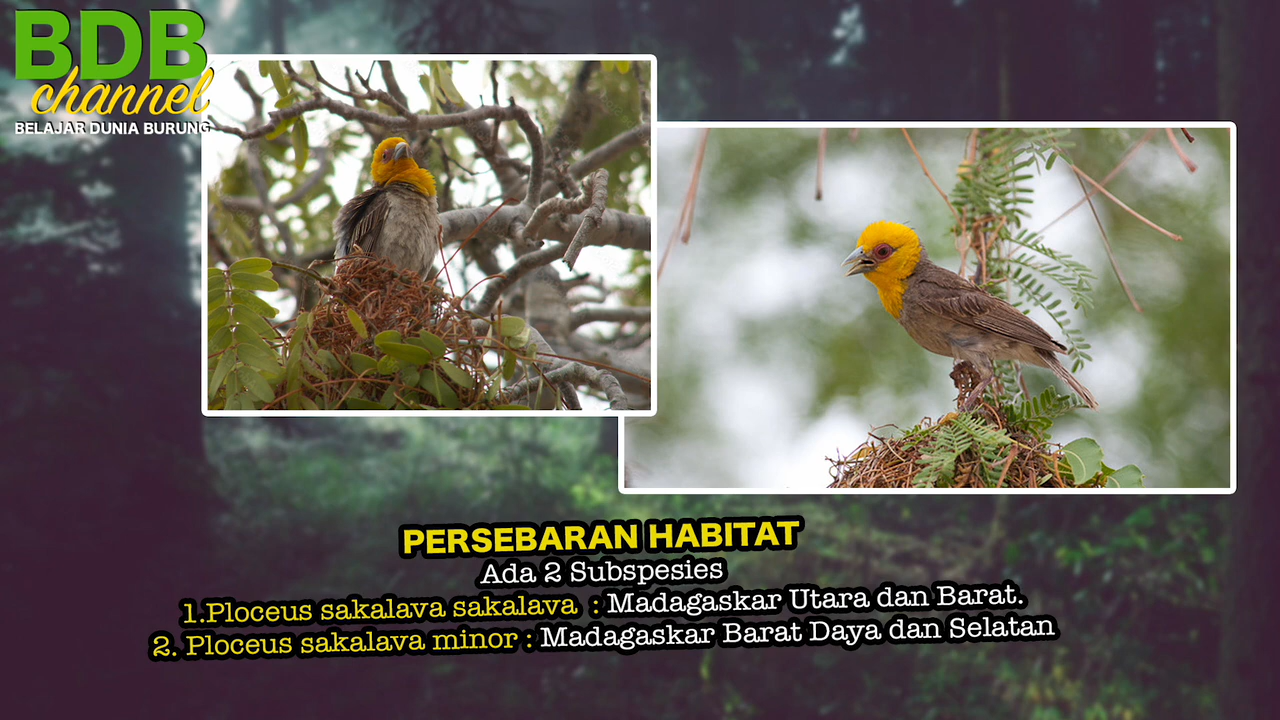 BDB
channel
BELAJAR DUNIA BURUNG
PERSEBARAN HABITAT
Ada 2 Subspesies
1.Ploceus sakalava sakalava : Madagaskar Utara dan Barat.
2. Ploceus sakalava minor : Madagaskar Barat Daya dan Selatan